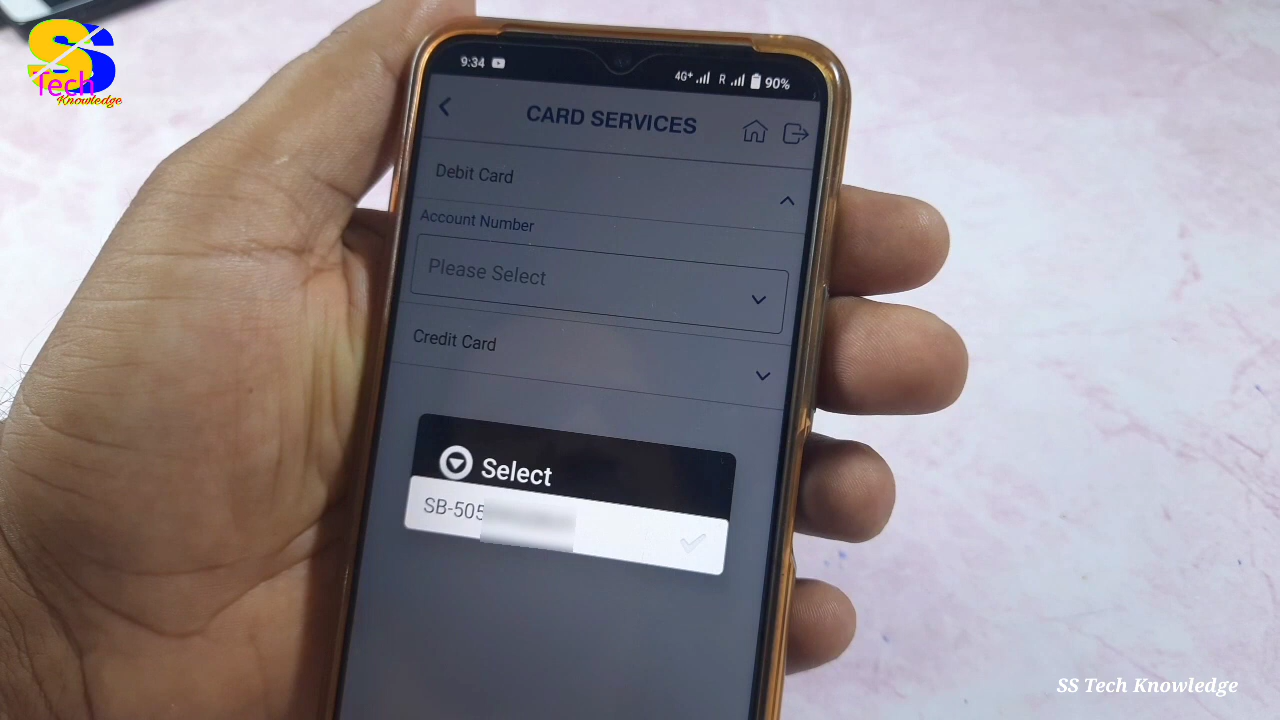 SS
Tech
Knowledge
9:34
4G+ R 90%
CARD SERVICES
Debit Card
Account Number
Please Select
Credit Card
Select
SB-505
SS Tech Knowledge